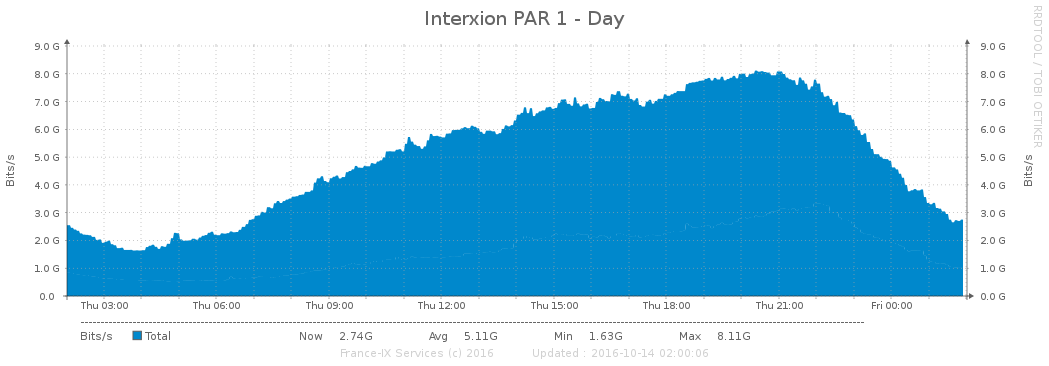 Interxion PAR 1 - Day
RRDTOOL / TOBI OETIKER
Bits/s
9.0 G 9.0 G
8.0 G 8.0 G
7.0 G 7.0 G
6.0 G 6.0 G
5.0 G 5.0 G
4.0 G 4.0 G
3.0 G 3.0 G
2.0 G 2.0 G
1.0 G 1.0 G
0.0 0.0 G
Bits/s
Thu 03:00 Thu 06:00 Thu 09:00 Thu 12:00 Thu 15:00 Thu 18:00 Thu 21:00 Fri 00:00
Bits/s Total Now 2.74G Avg 5.11G Min 1.63G Max 8.11G
France-IX Services (c) 2016 Updated : 2016-10-14 02:00:06